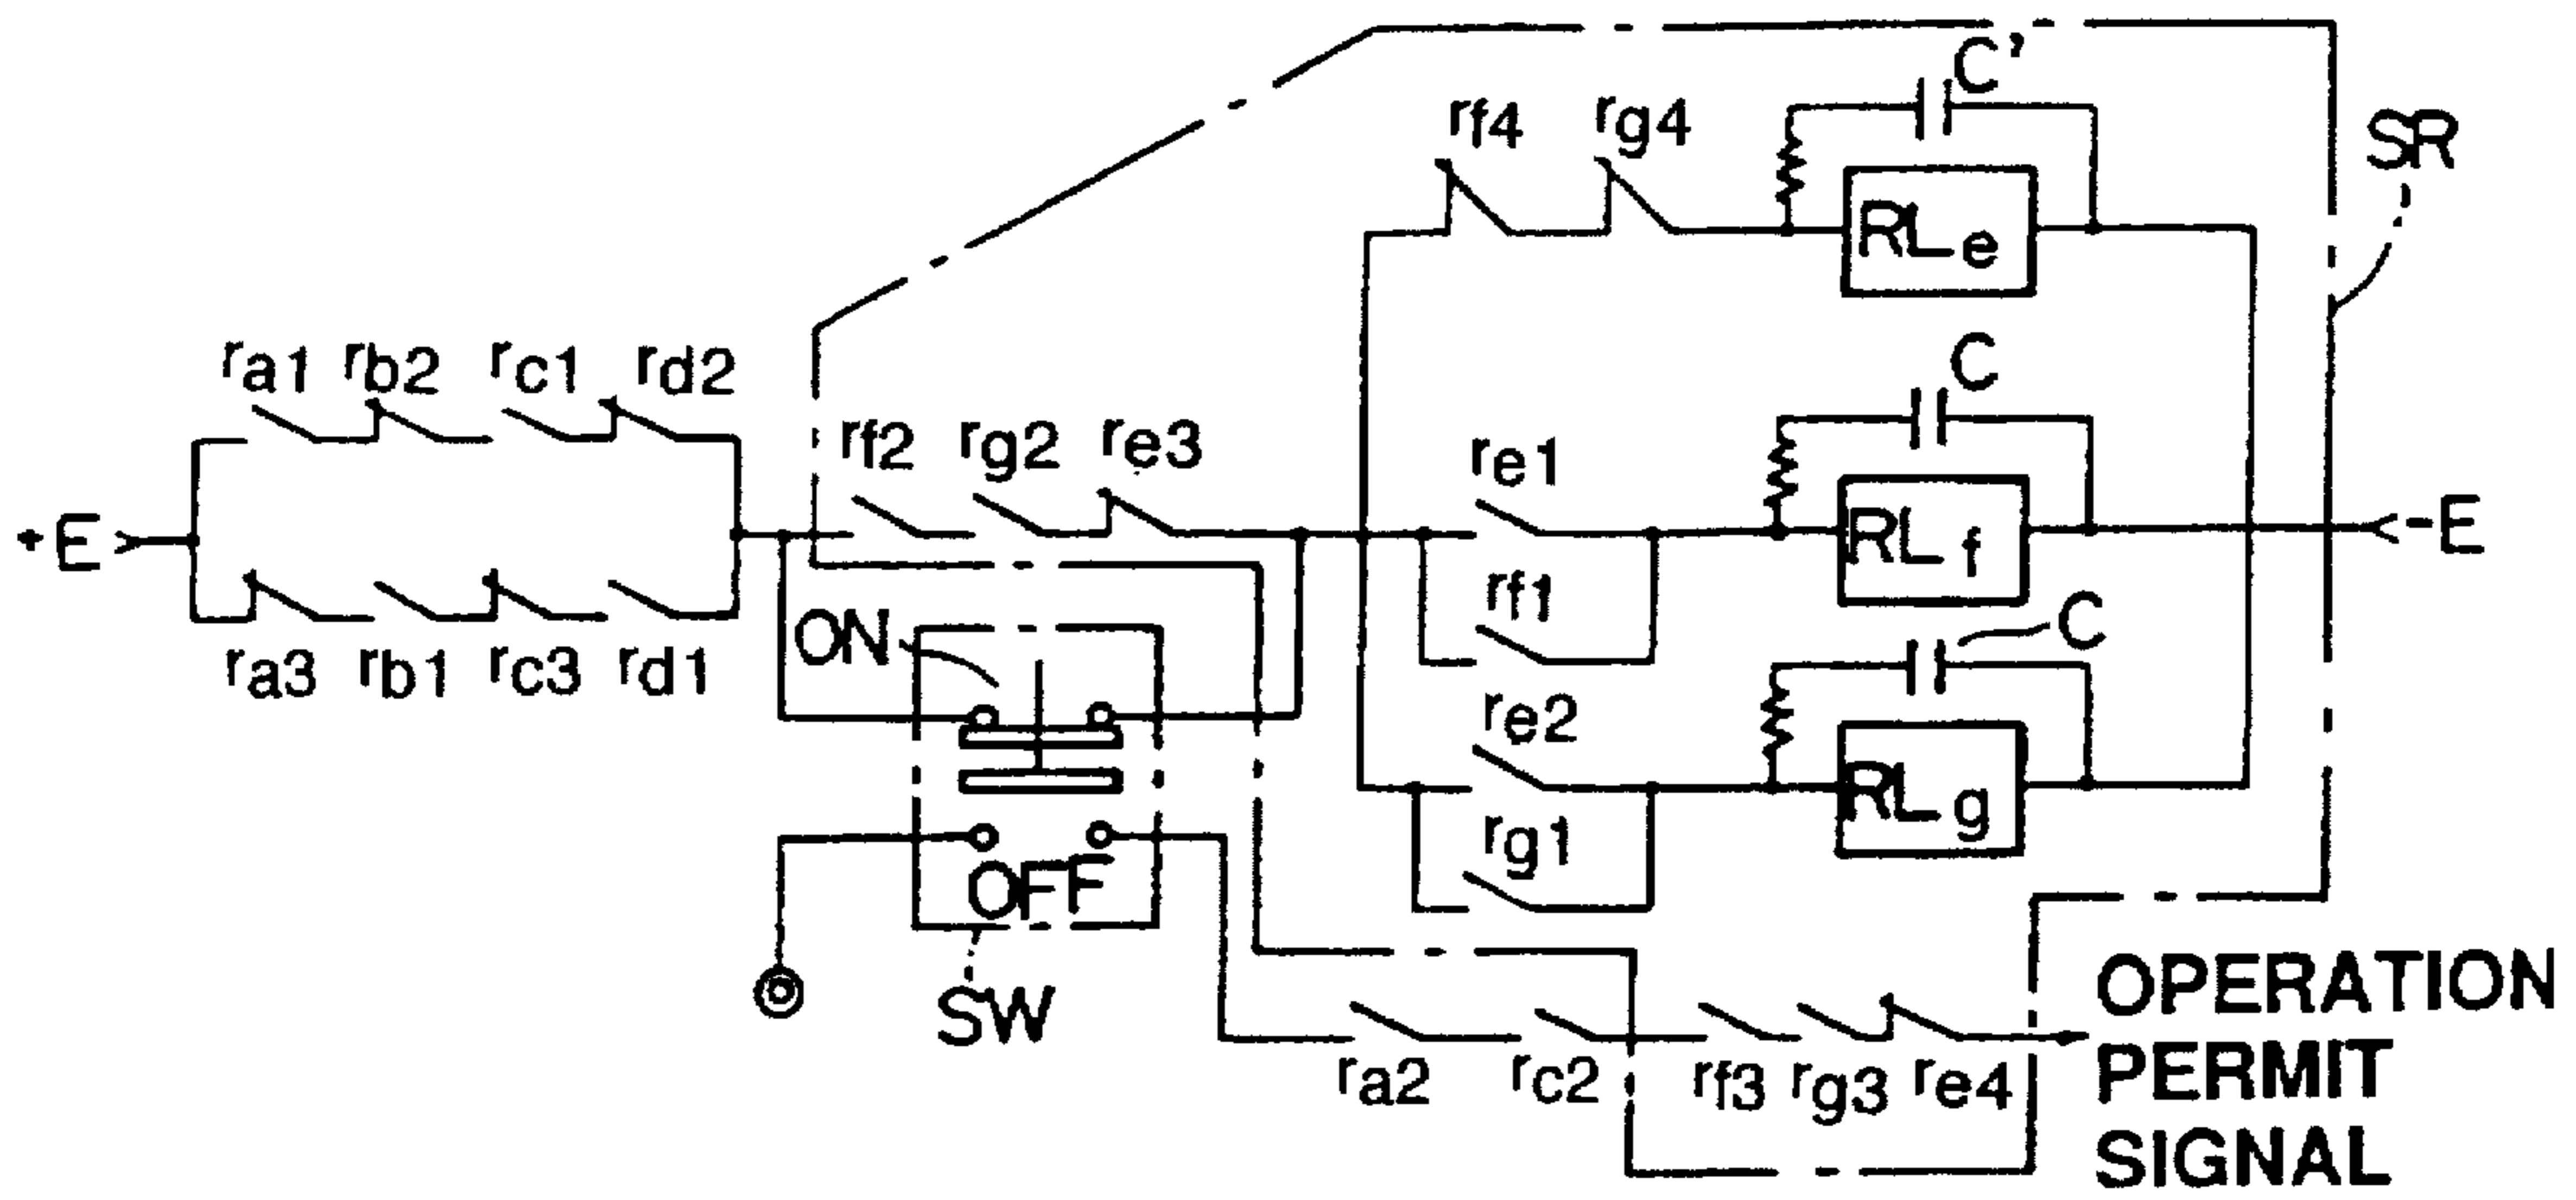 C'
rf4 rg4
SR
RLe
ra1 rb2 rc1 rd2
C
rf2 rg2 re3
re1
+E
RLf
-E
rf1
ON
C
ra3 rb1 rc3 rd1
re2
RLg
rg1
OFF
SW
OPERATION
PERMIT
SIGNAL
ra2 rc2 rf3 rg3 re4